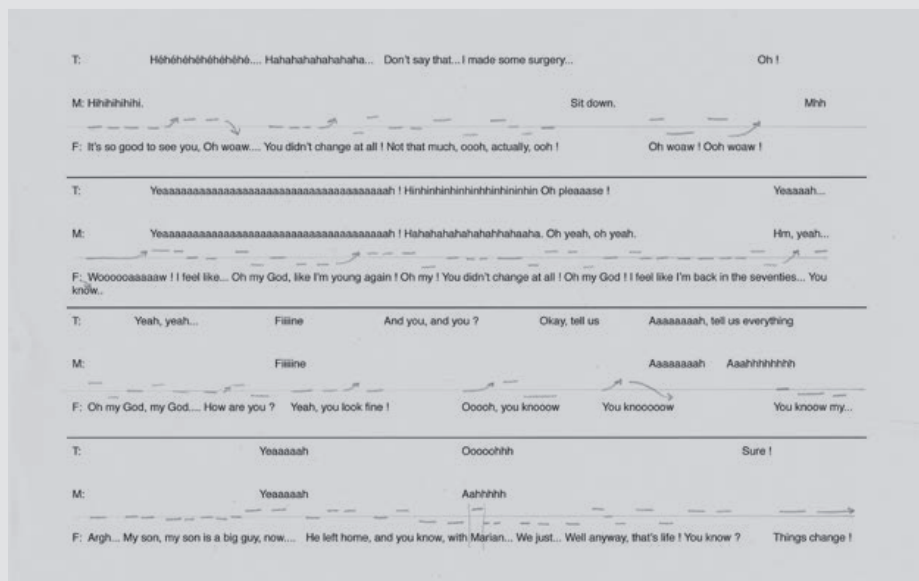 T: Héhéhéhéhéhéhéhé.... Hahahahahahahaha... Don't say that... I made some surgery... Oh !
M: Hihihihihihi. Sit down. Mhh
F: It's so good to see you, Oh woaw.... You didn't change at all ! Not that much, oooh, actually, ooh ! Oh woaw ! Ooh woaw !
T: Yeaaaaaaaaaaaaaaaaaaaaaaaaaaaaaaaaaaaaaaah ! Hinhinhinhinhinhhinhininhin Oh pleaaase ! Yeaaaah...
M: Yeaaaaaaaaaaaaaaaaaaaaaaaaaaaaaaaaaaaaaaah ! Hahahahahahahahhahaaha. Oh yeah, oh yeah. Hm, yeah...
F: Woooooaaaaaw ! I feel like... Oh my God, like I'm young again ! Oh my ! You didn't change at all ! Oh my God ! I feel like I'm back in the seventies... You
know..
T: Yeah, yeah... Fiiiine And you, and you ? Okay, tell us Aaaaaaaah, tell us everything
M: Fiiiiine Aaaaaaaah Aaahhhhhhhh
F: Oh my God, my God.... How are you ? Yeah, you look fine ! Ooooh, you knooow You knooooow You knoow my...
T: Yeaaaaah Ooooohhh Sure !
M: Yeaaaaah Aahhhhh
F: Argh... My son, my son is a big guy, now.... He left home, and you know, with Marian... We just... Well anyway, that's life ! You know ? Things change !